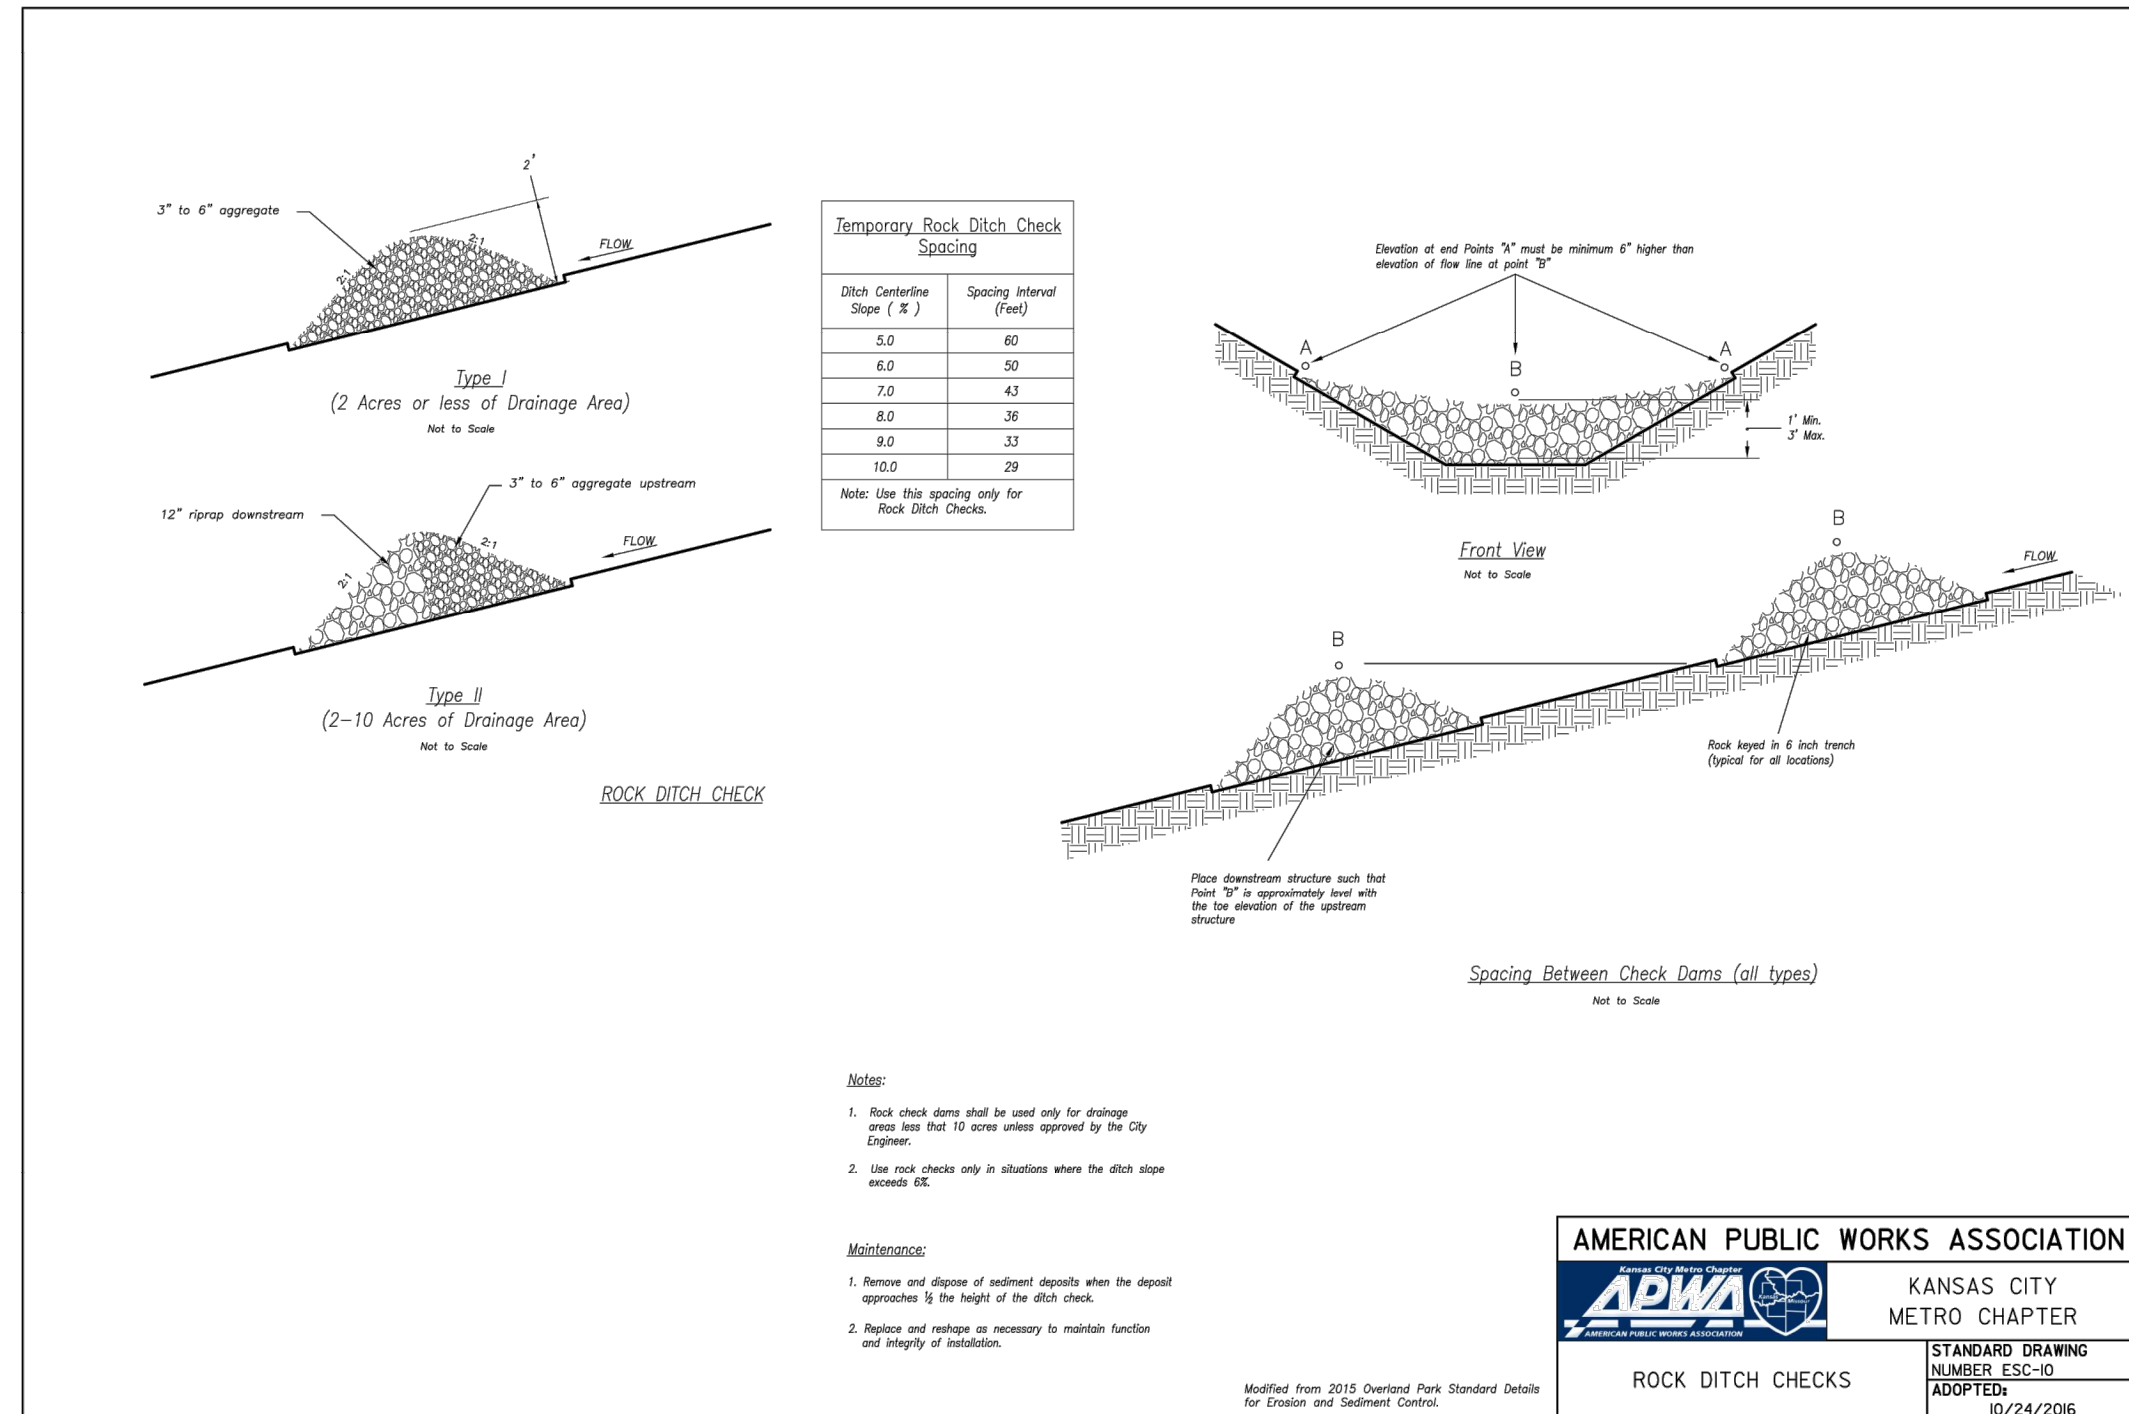 2'
3" to 6" aggregate
2:1
2:1
FLOW
Type I
(2 Acres or less of Drainage Area)
Not to Scale
3" to 6" aggregate upstream
12" riprap downstream
2:1
2:1
FLOW
Type II
(2-10 Acres of Drainage Area)
Not to Scale
ROCK DITCH CHECK
Temporary Rock Ditch Check
Spacing
Ditch Centerline
Slope ( % )
Spacing Interval
(Feet)
5.0 60
6.0 50
7.0 43
8.0 36
9.0 33
10.0 29
Note: Use this spacing only for
Rock Ditch Checks.
Elevation at end Points "A" must be minimum 6" higher than
elevation of flow line at point "B"
A
B
A
1' Min.
3' Max.
Front View
Not to Scale
B
FLOW
B
Rock keyed in 6 inch trench
(typical for all locations)
Place downstream structure such that
Point "B" is approximately level with
the toe elevation of the upstream
structure
Spacing Between Check Dams (all types)
Not to Scale
Notes:
1. Rock check dams shall be used only for drainage
areas less that 10 acres unless approved by the City
Engineer.
2. Use rock checks only in situations where the ditch slope
exceeds 6%.
Maintenance:
1. Remove and dispose of sediment deposits when the deposit
approaches ½ the height of the ditch check.
2. Replace and reshape as necessary to maintain function
and integrity of installation.
Modified from 2015 Overland Park Standard Details
for Erosion and Sediment Control.
AMERICAN PUBLIC WORKS ASSOCIATION
Kansas City Metro Chapter
APWA
Kansas Missouri
AMERICAN PUBLIC WORKS ASSOCIATION
KANSAS CITY
METRO CHAPTER
ROCK DITCH CHECKS
STANDARD DRAWING
NUMBER ESC-10
ADOPTED:
10/24/2016